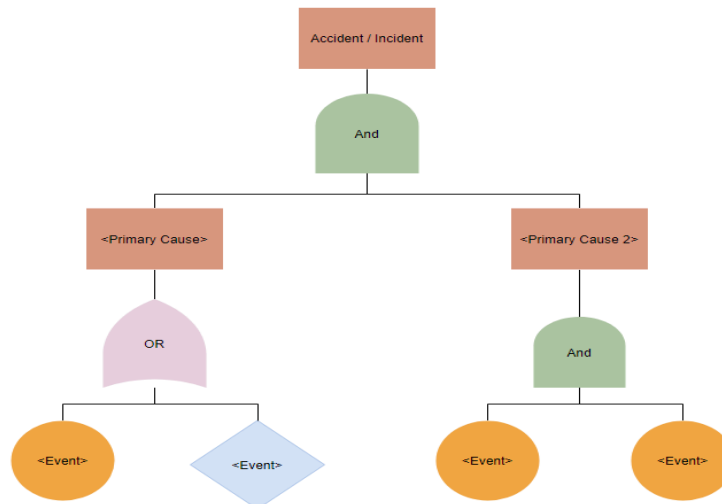 Accident / Incident
And
<Primary Cause>
<Primary Cause 2>
OR
And
<Event>
<Event>
<Event>
<Event>